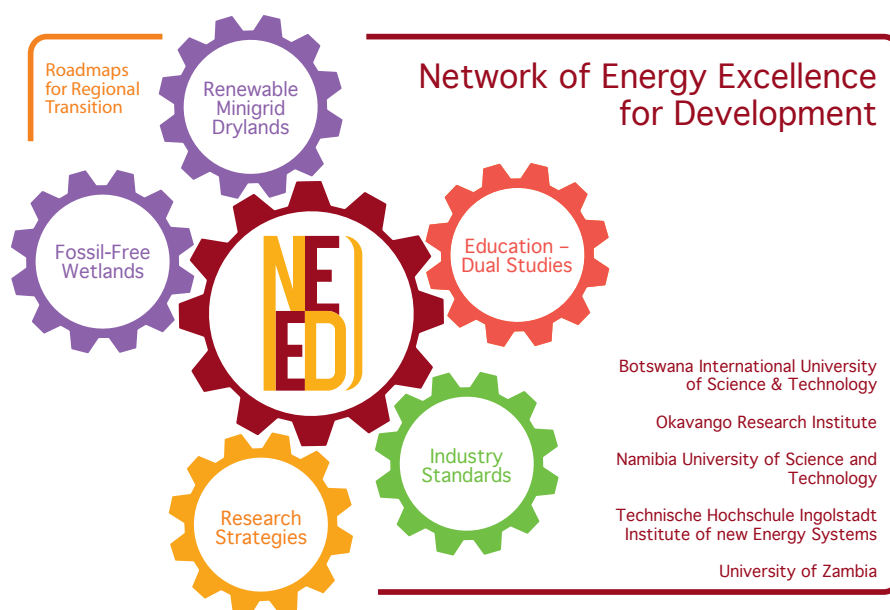 Roadmaps
for Regional
Transition
Renewable
Minigrid
Drylands
Network of Energy Excellence
for Development
Fossil-Free
Wetlands
NE
ED
Education –
Dual Studies
Industry
Standards
Research
Strategies
Botswana International University
of Science & Technology
Okavango Research Institute
Namibia University of Science and
Technology
Technische Hochschule Ingolstadt
Institute of new Energy Systems
University of Zambia